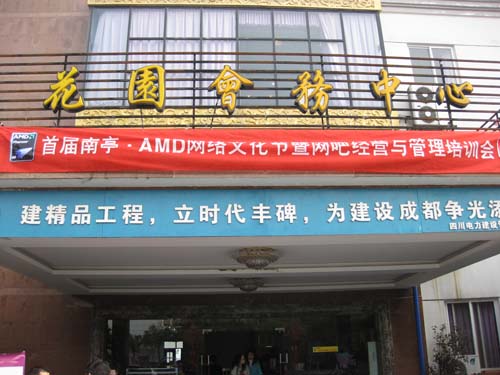 花園會務中心
AMD
首届南亭·AMD网络文化节暨网吧经营与管理培训会(
建精品工程，立时代丰碑，为建设成都争光添
四川电力建设